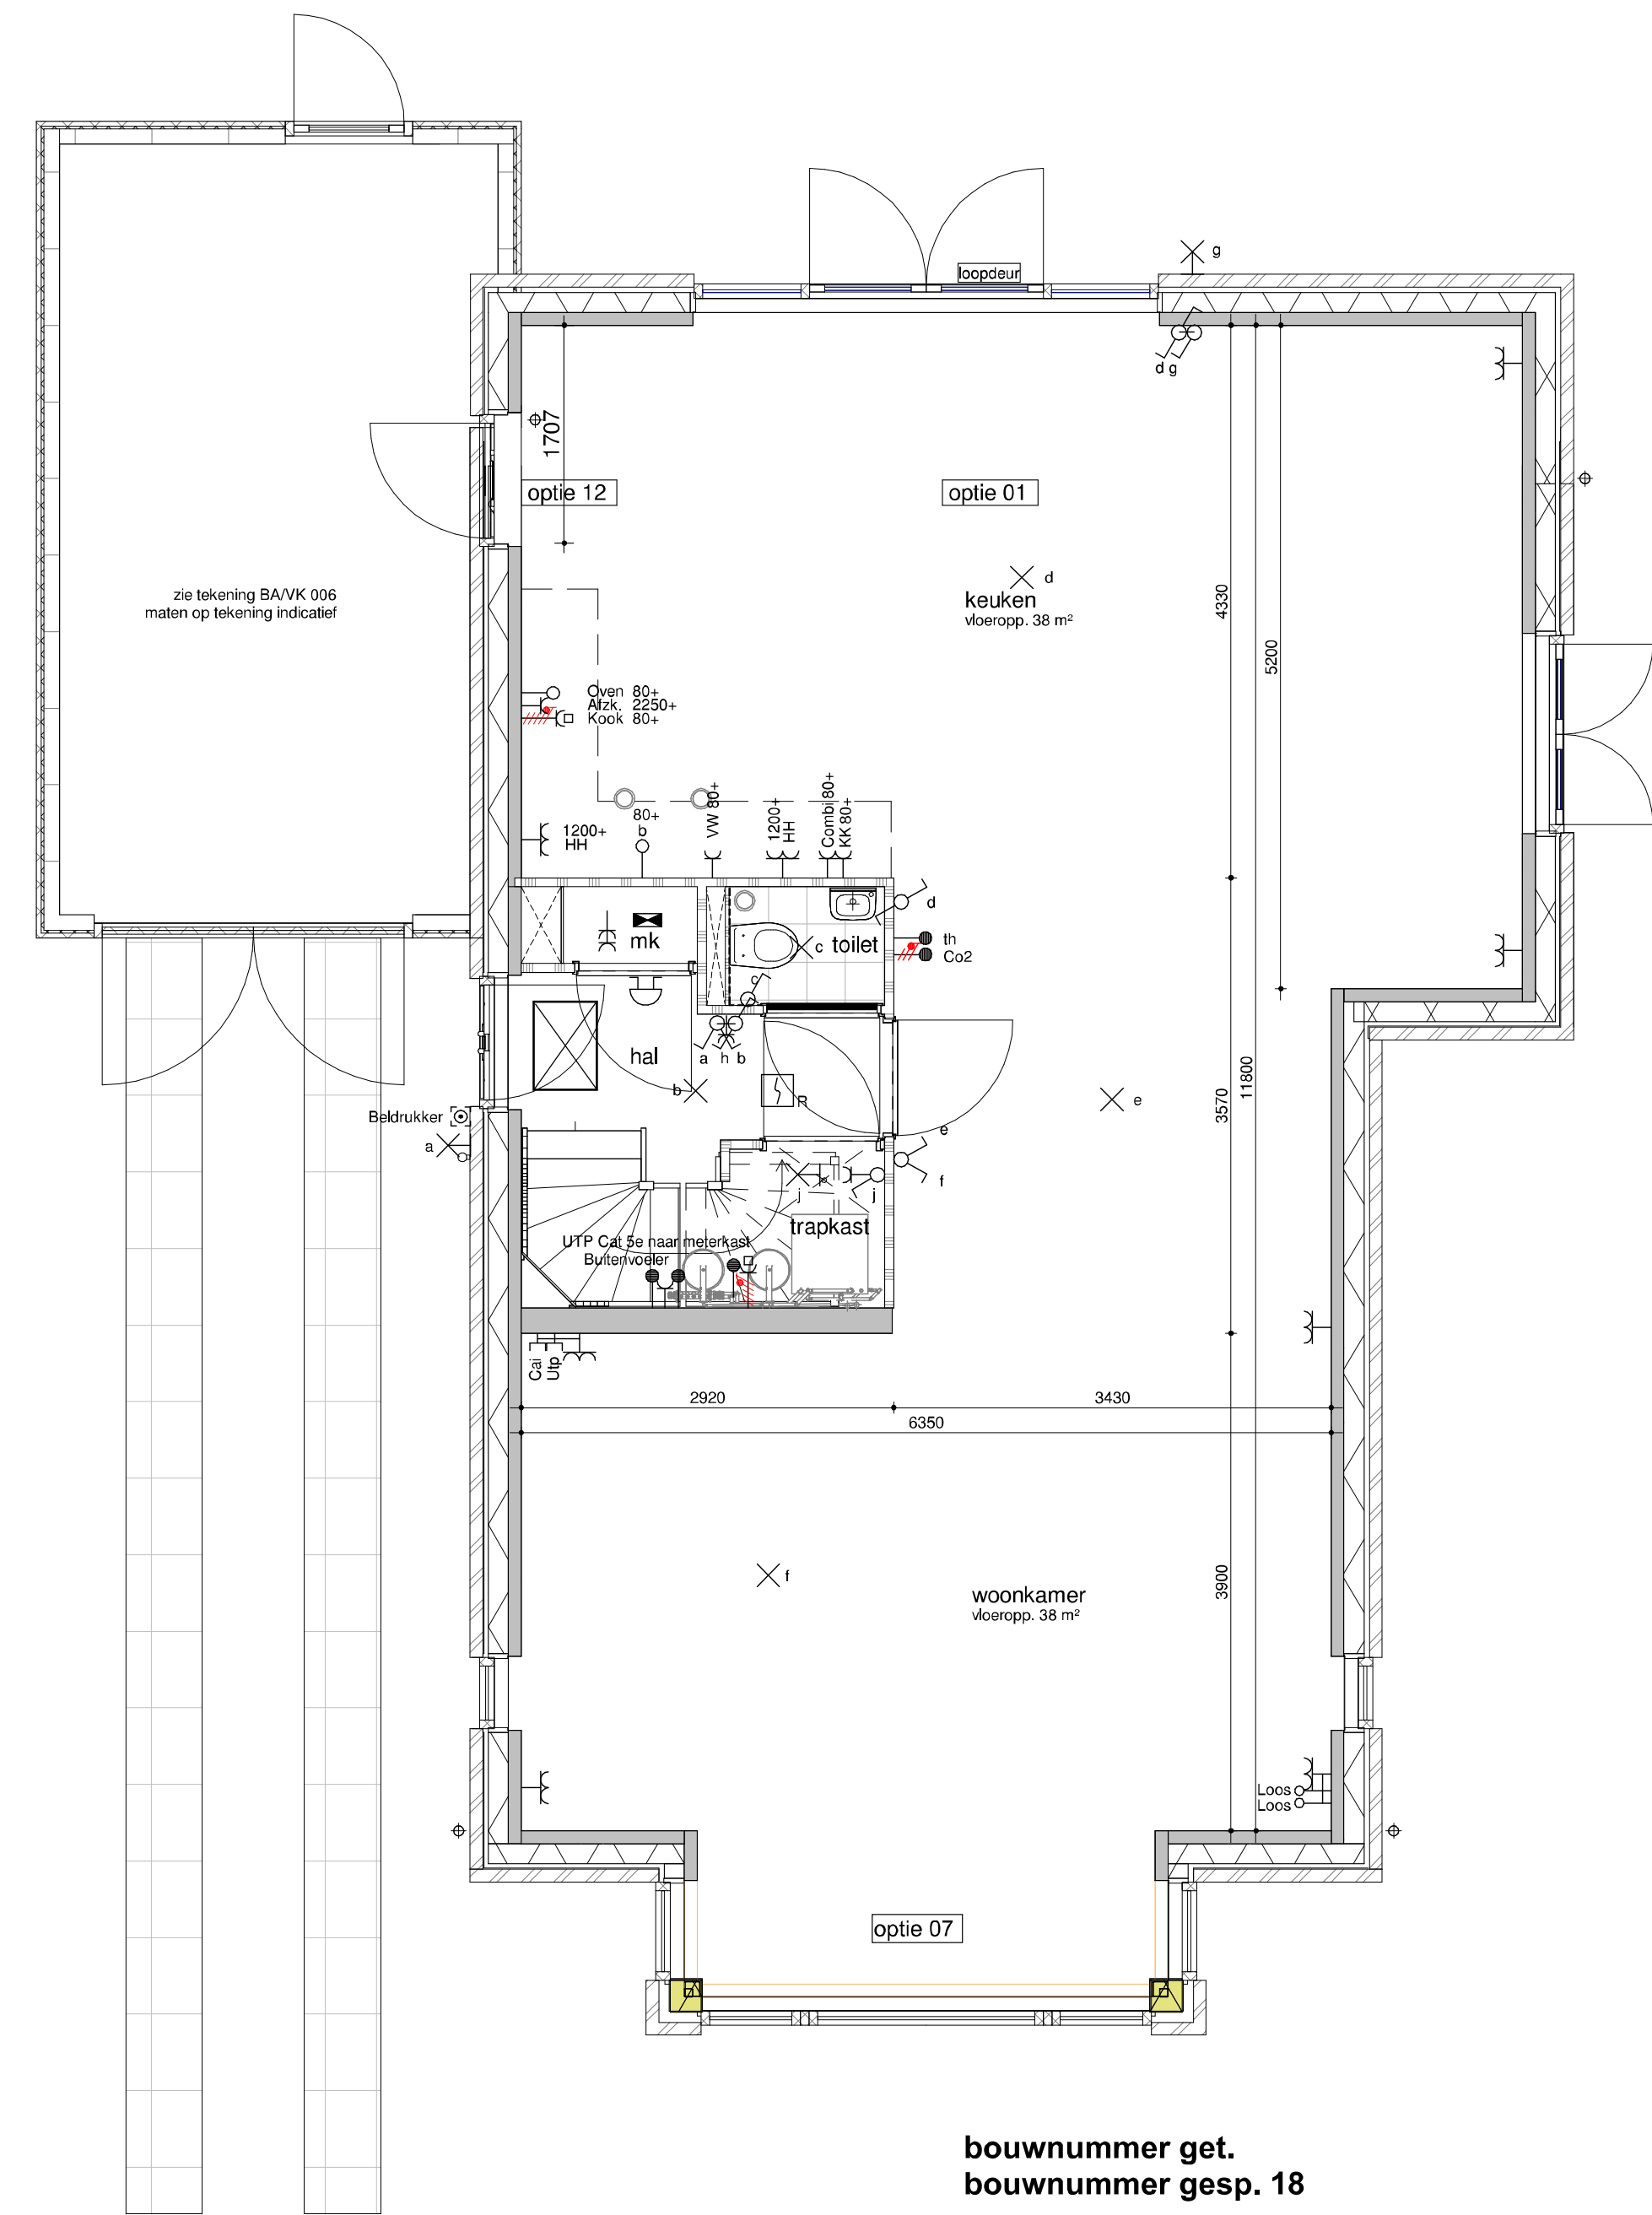 g
loopdeur
d g
1707
optie 12
optie 01
zie tekening BA/VK 006
maten op tekening indicatief
d
keuken
vloeropp. 38 m²
4330
5200
Oven 80+
Afzk. 2250+
Kook 80+
1200+
HH
80+
b
VW 80+
1200+
HH
Combi 80+
KK 80+
d
mk
c toilet
th
Co2
c
a h b
hal
b
R
3570
11800
e
Beldrukker
a
e
f
j
j
trapkast
UTP Cat 5e naar meterkast
Buitenvoeler
Cai
Utp
2920
3430
6350
f
woonkamer
vloeropp. 38 m²
3900
Loos
Loos
optie 07
bouwnummer get.
bouwnummer gesp. 18